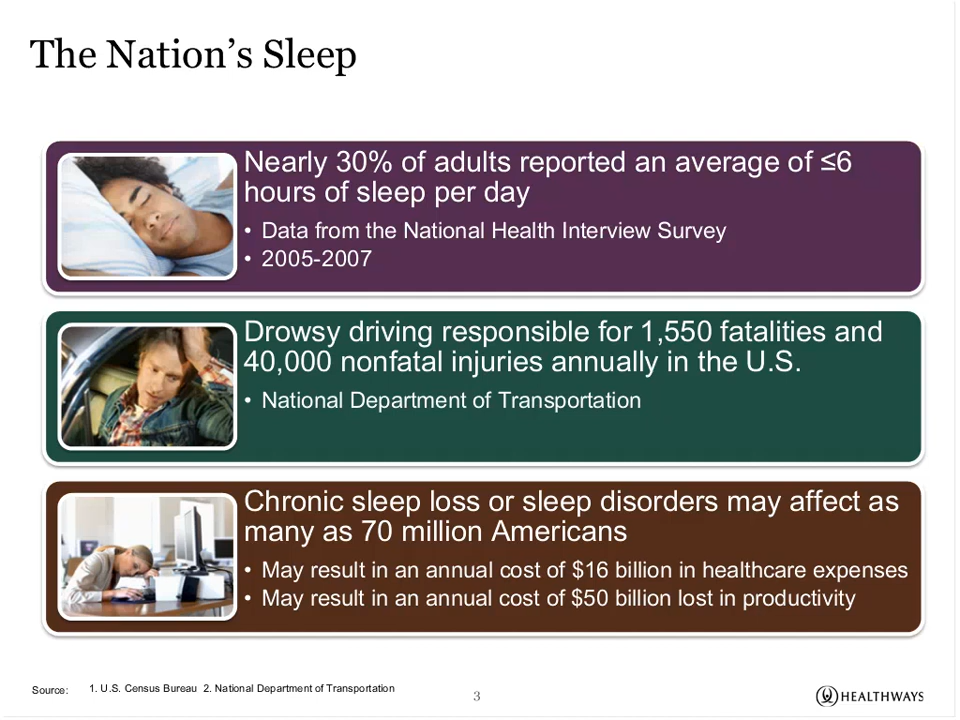 The Nation’s Sleep
Nearly 30% of adults reported an average of ≤6
hours of sleep per day
• Data from the National Health Interview Survey
• 2005-2007
Drowsy driving responsible for 1,550 fatalities and
40,000 nonfatal injuries annually in the U.S.
• National Department of Transportation
Chronic sleep loss or sleep disorders may affect as
many as 70 million Americans
• May result in an annual cost of $16 billion in healthcare expenses
• May result in an annual cost of $50 billion lost in productivity
Source: 1. U.S. Census Bureau 2. National Department of Transportation
3
HEALTHWAYS